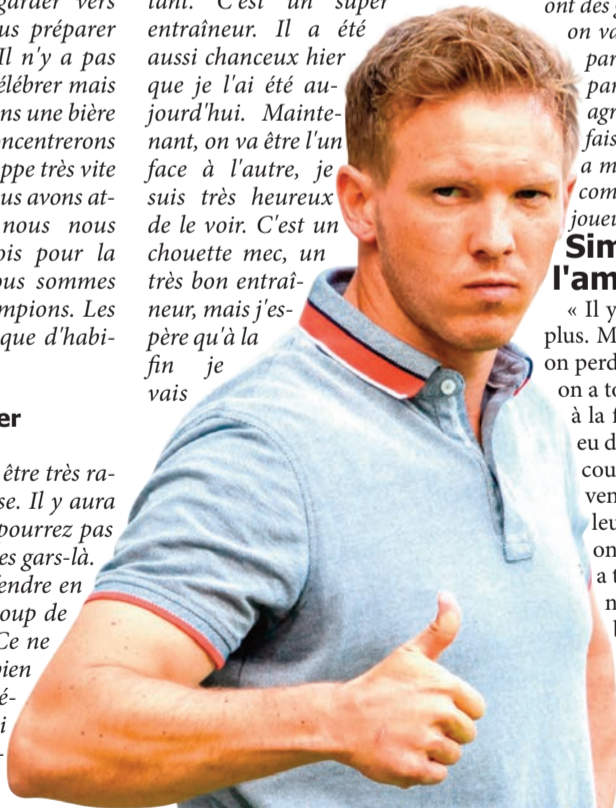 garder vers
us préparer
Il n'y a pas
élébrer mais
ns une bière
oncentrerons
ppe très vite
us avons at-
nous nous
ois pour la
ous sommes
mpions. Les
que d'habi-
er
être très ra-
se. Il y aura
pourrez pas
es gars-là.
endre en
oup de
Ce ne
bien
é-
i
-
tant. C'est un super
entraîneur. Il a été
aussi chanceux hier
que je l'ai été au-
jourd'hui. Mainte-
nant, on va être l'un
face à l'autre, je
suis très heureux
de le voir. C'est un
chouette mec, un
très bon entraî-
neur, mais j'es-
père qu'à la
fin je
vais
ont des
on va
par
par
agr
fais
a m
com
joueu
Sim
l'am
« Il y
plus. M
on perd
on a to
à la f
eu d
cou
ven
leu
on
a t
n